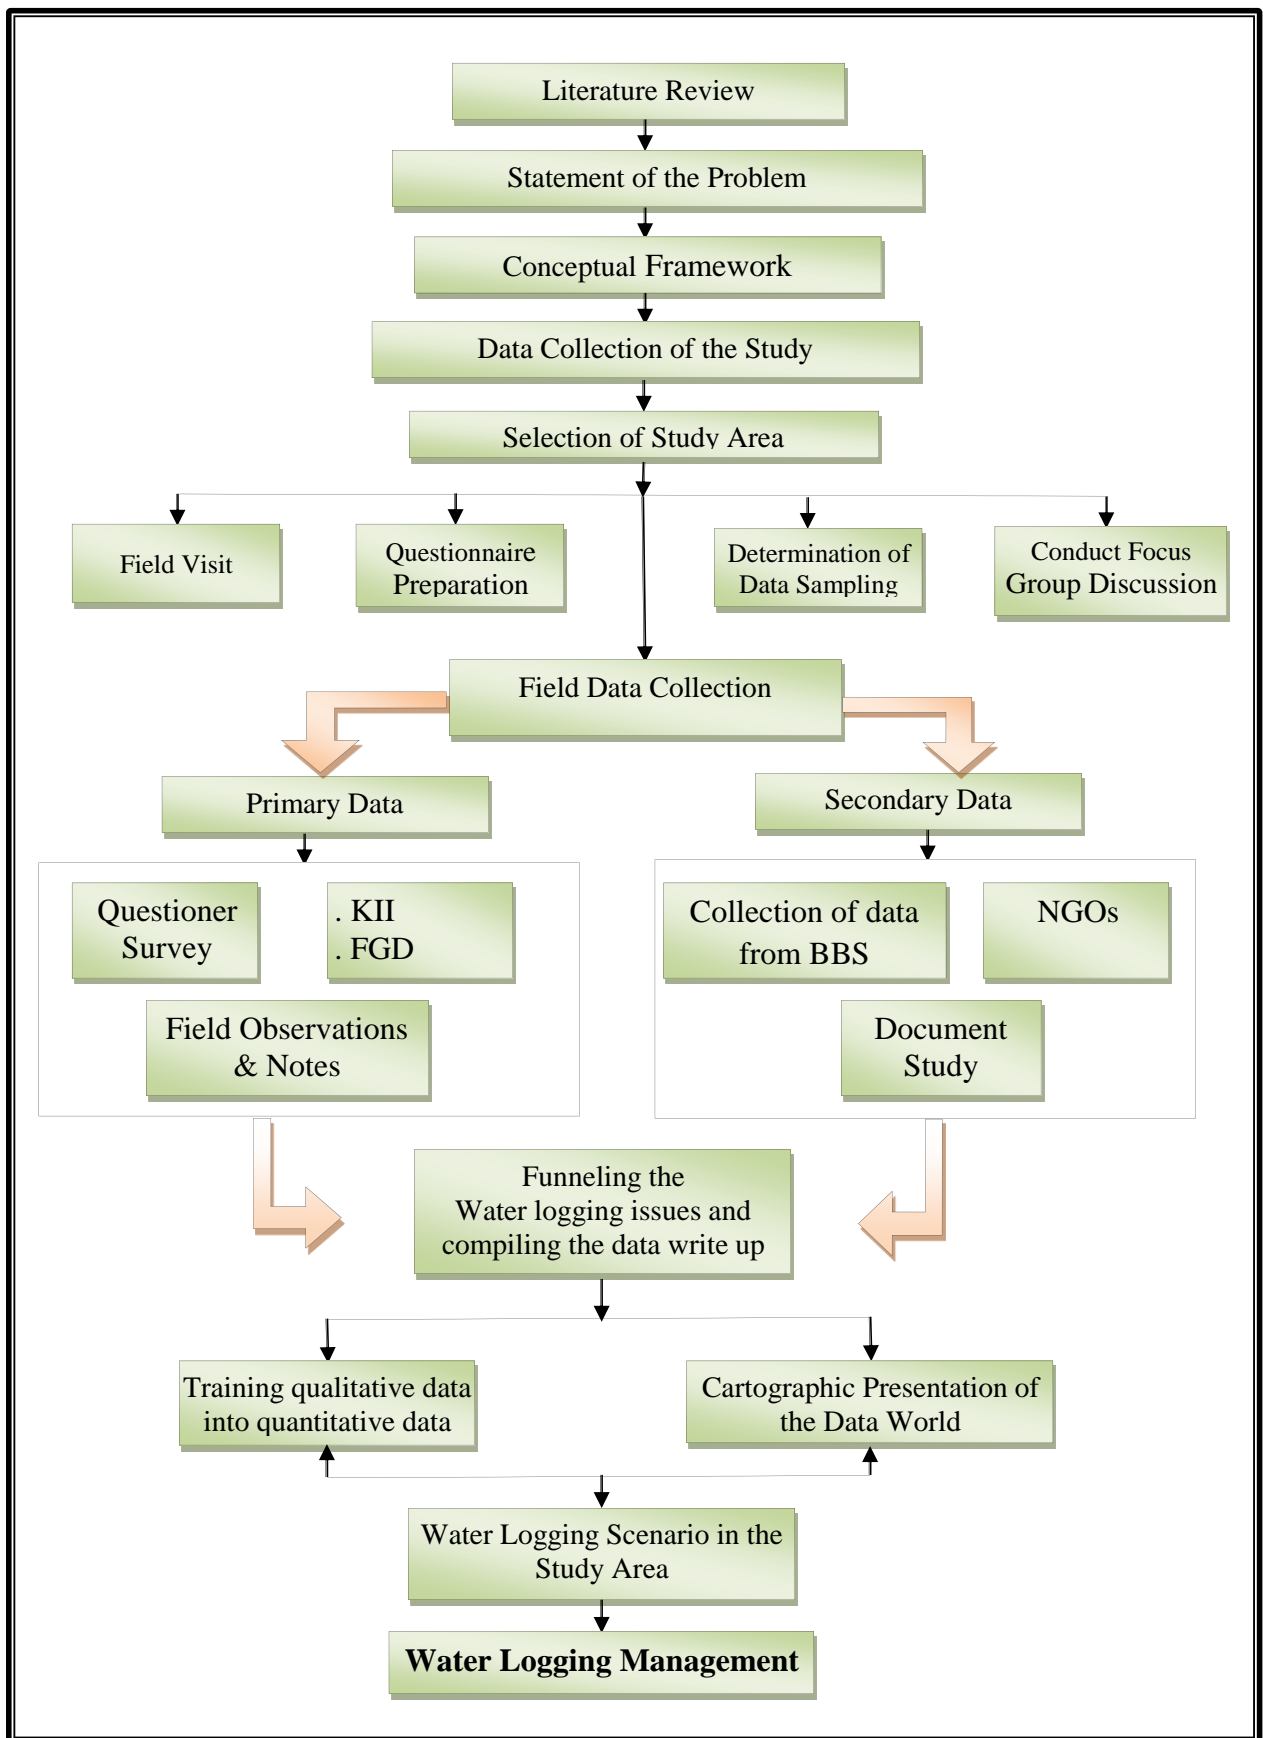 Literature Review
Statement of the Problem
Conceptual Framework
Data Collection of the Study
Selection of Study Area
Field Visit
Questionnaire
Preparation
Determination of
Data Sampling
Conduct Focus
Group Discussion
Field Data Collection
Primary Data
Secondary Data
Questioner
Survey
. KII
. FGD
Field Observations
& Notes
Collection of data
from BBS
NGOs
Document
Study
Funneling the
Water logging issues and
compiling the data write up
Training qualitative data
into quantitative data
Cartographic Presentation of
the Data World
Water Logging Scenario in the
Study Area
Water Logging Management